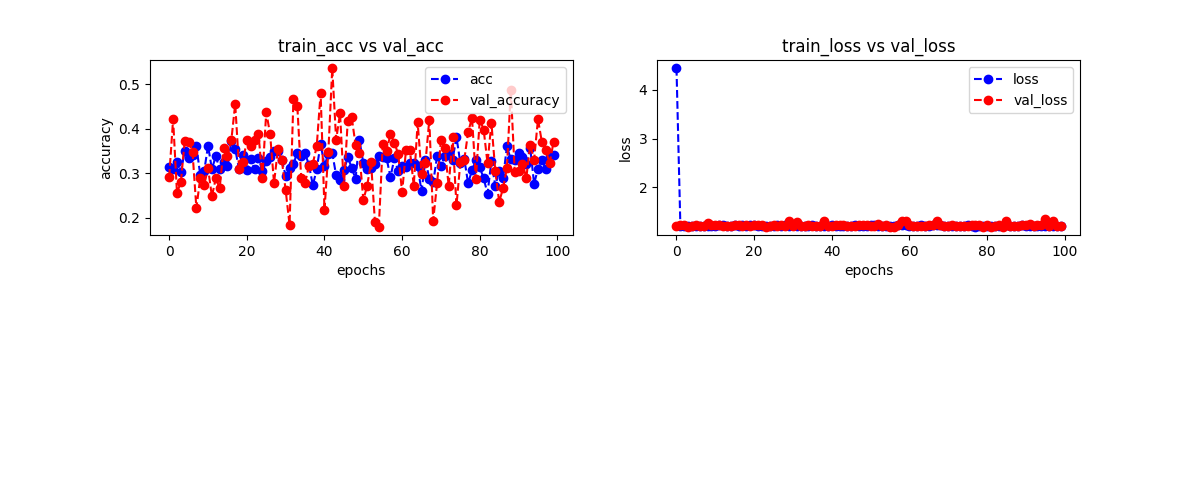 train_acc vs val_acc
accuracy
0.5
0.4
0.3
0.2
acc
val_accuracy
0 20 40 60 80 100
epochs
train_loss vs val_loss
loss
4
3
2
loss
val_loss
0 20 40 60 80 100
epochs